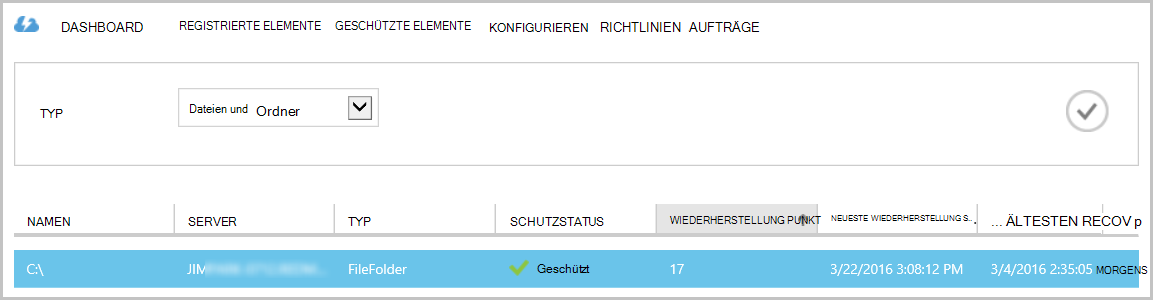 DASHBOARD REGISTRIERTE ELEMENTE GESCHÜTZTE ELEMENTE KONFIGURIEREN RICHTLINIEN AUFTRÄGE
TYP Dateien und Ordner
NAMEN SERVER TYP SCHUTZSTATUS WIEDERHERSTELLUNG PUNKT NEUESTE WIEDERHERSTELLUNG S... ... ÄLTESTEN RECOV p
C:\ JIM FileFolder Geschützt 17 3/22/2016 3:08:12 PM 3/4/2016 2:35:05 MORGENS